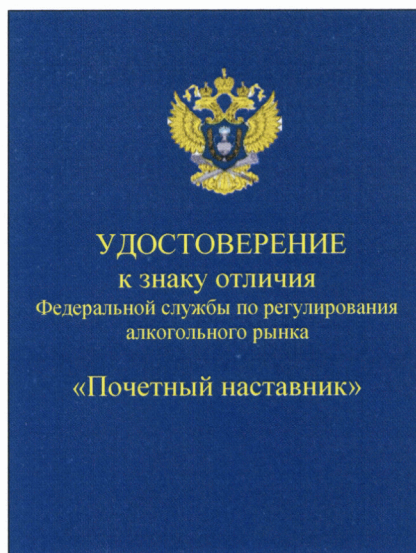 УДОСТОВЕРЕНИЕ
к знаку отличия
Федеральной службы по регулирования
алкогольного рынка
«Почетный наставник»